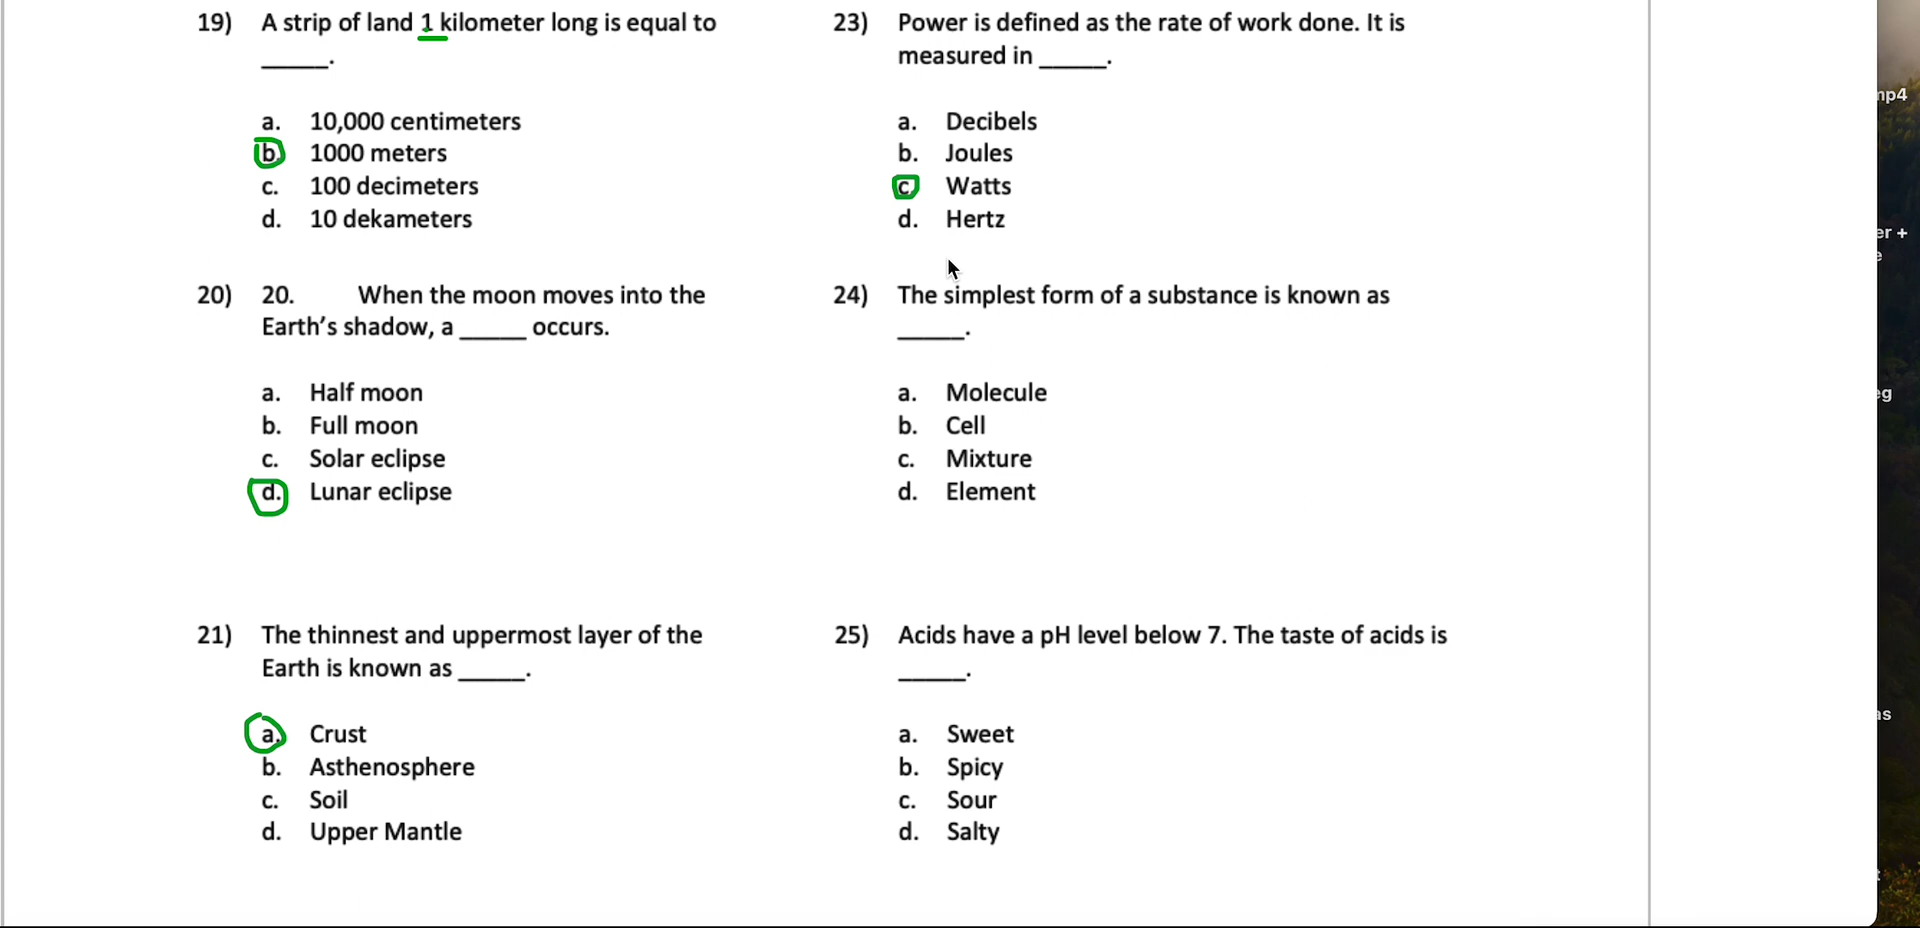 19) A strip of land 1 kilometer long is equal to
_____.
a. 10,000 centimeters
b. 1000 meters
c. 100 decimeters
d. 10 dekameters
20) 20. When the moon moves into the
Earth’s shadow, a _____ occurs.
a. Half moon
b. Full moon
c. Solar eclipse
d. Lunar eclipse
21) The thinnest and uppermost layer of the
Earth is known as _____.
a. Crust
b. Asthenosphere
c. Soil
d. Upper Mantle
23) Power is defined as the rate of work done. It is
measured in _____.
a. Decibels
b. Joules
c. Watts
d. Hertz
24) The simplest form of a substance is known as
_____.
a. Molecule
b. Cell
c. Mixture
d. Element
25) Acids have a pH level below 7. The taste of acids is
_____.
a. Sweet
b. Spicy
c. Sour
d. Salty
mp4
er +
e
eg
as
t